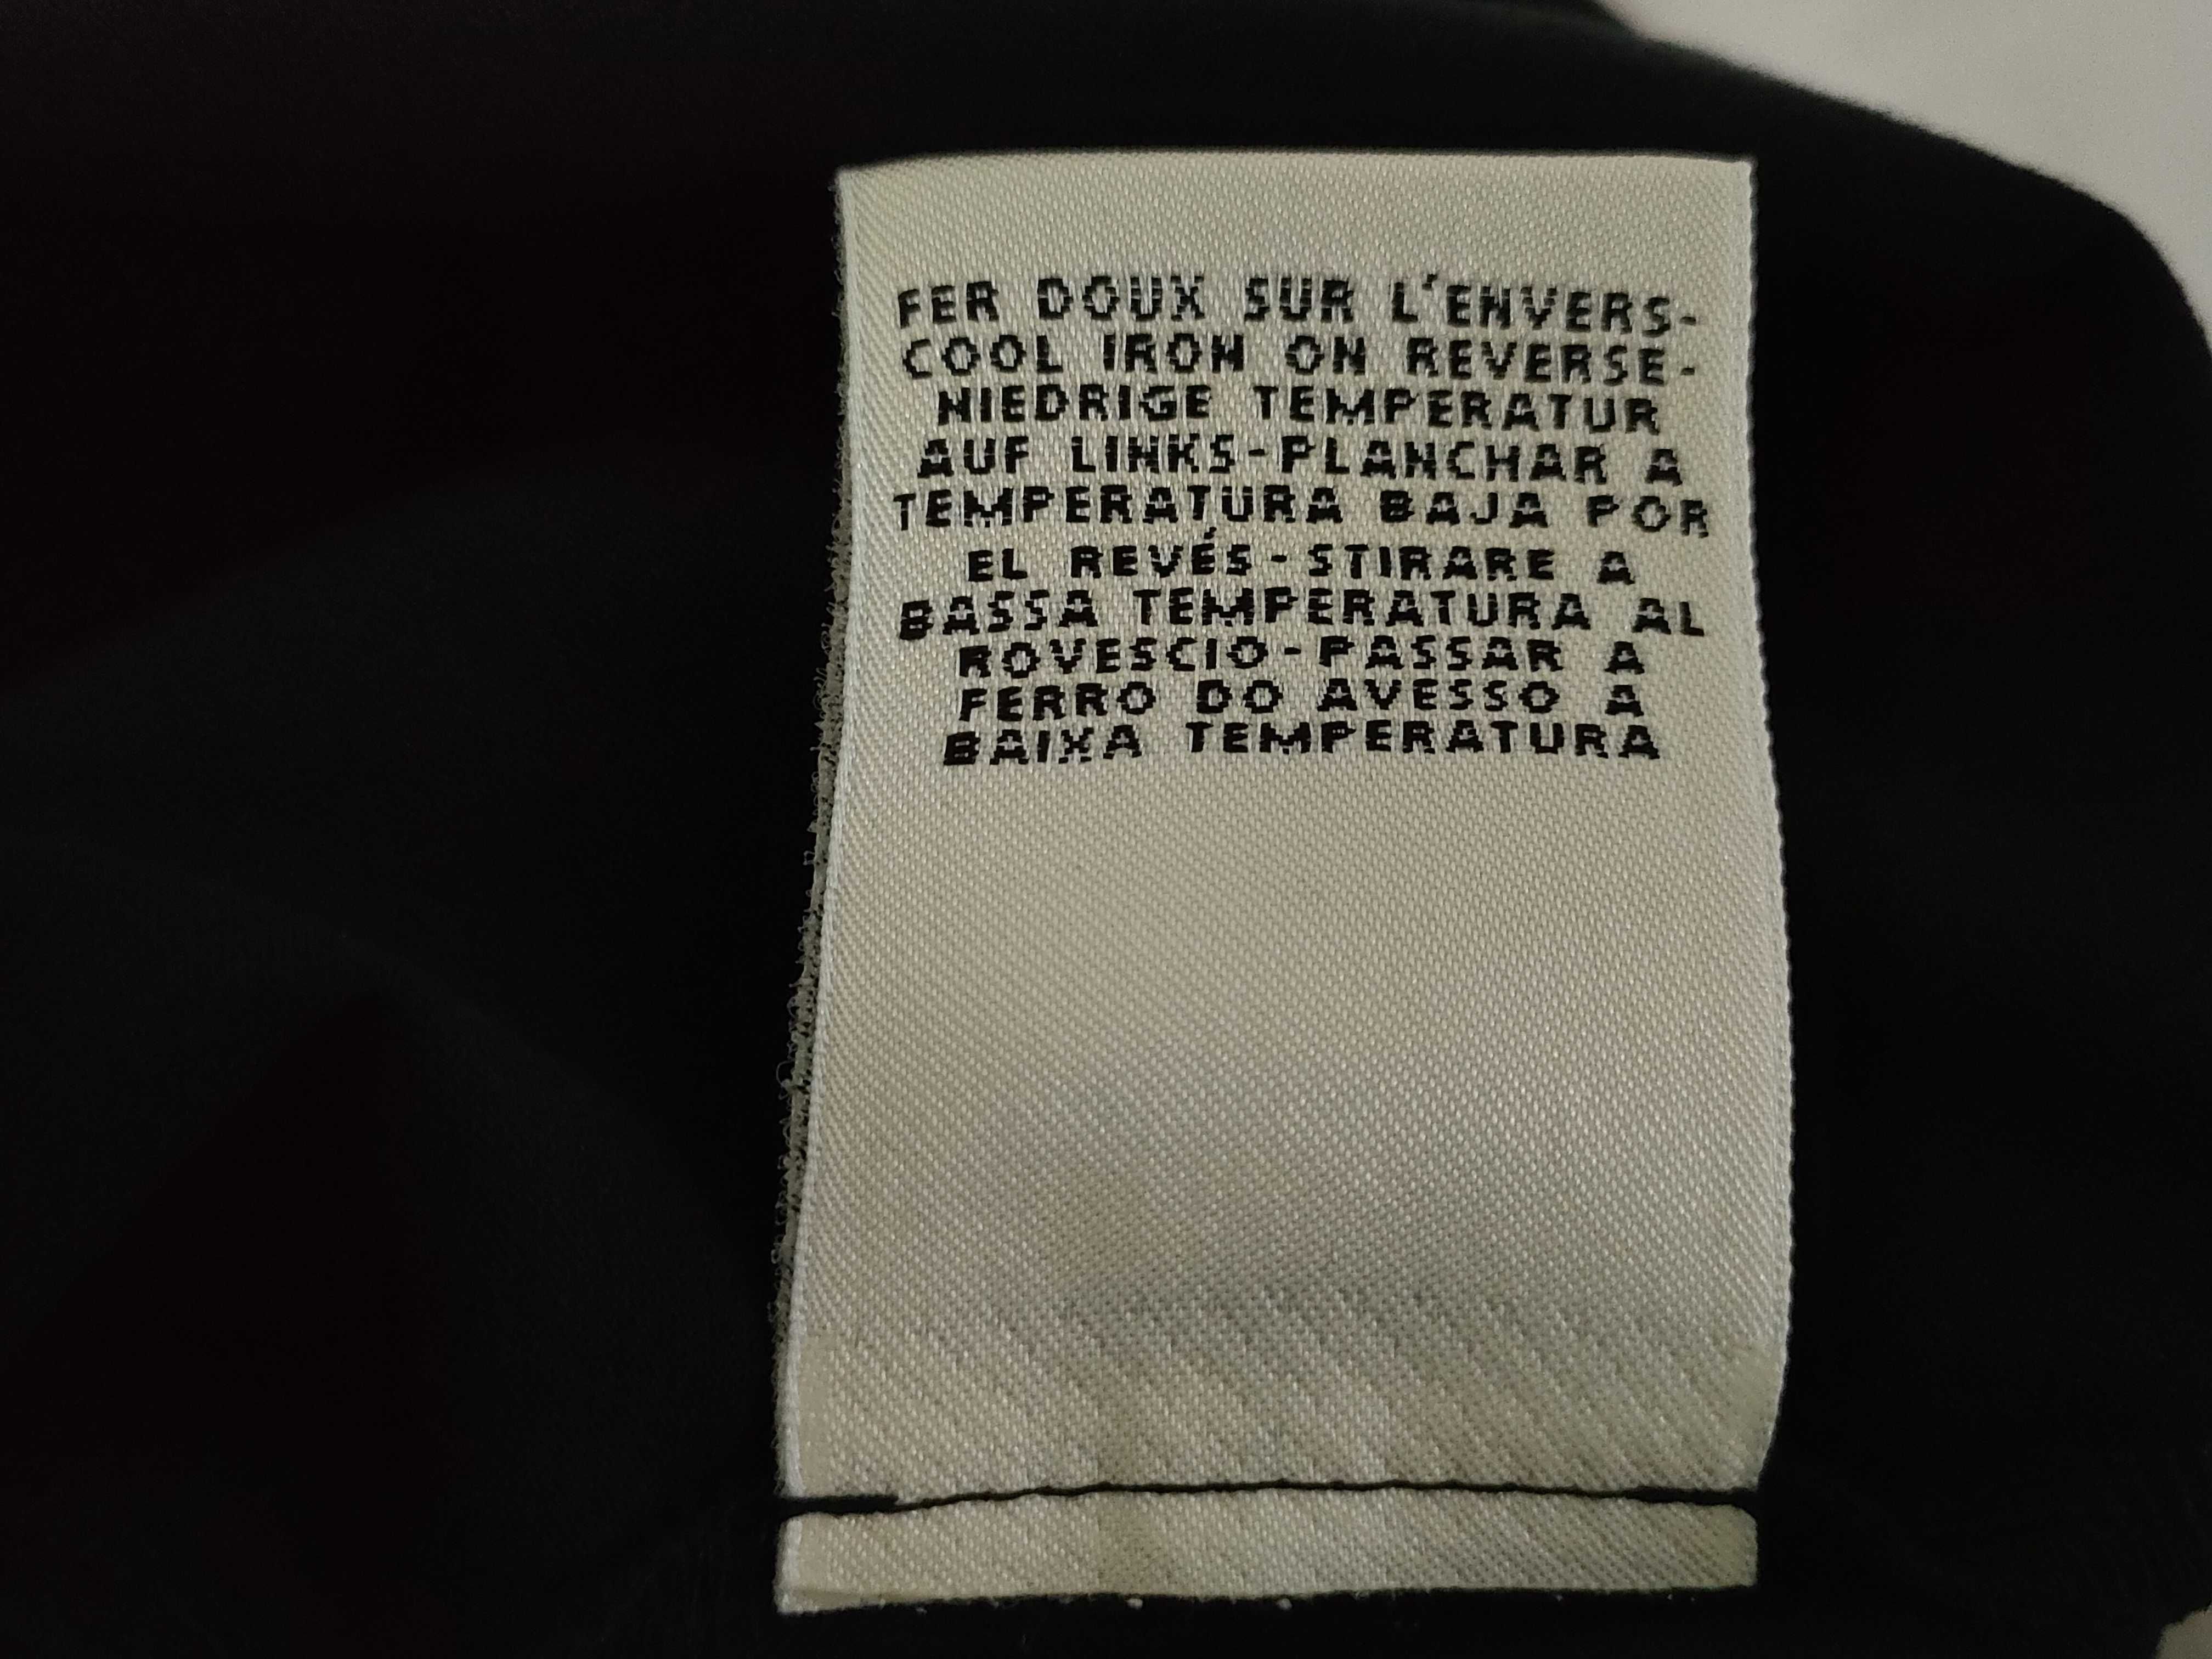 FER DOUX SUR L'ENVERS-
COOL IRON ON REVERSE-
NIEDRIGE TEMPERATUR
AUF LINKS-PLANCHAR A
TEMPERATURA BAJA POR
EL REVÉS-STIRARE A
BASSA TEMPERATURA AL
ROVESCIO-PASSAR A
FERRO DO AVESSO A
BAIXA TEMPERATURA